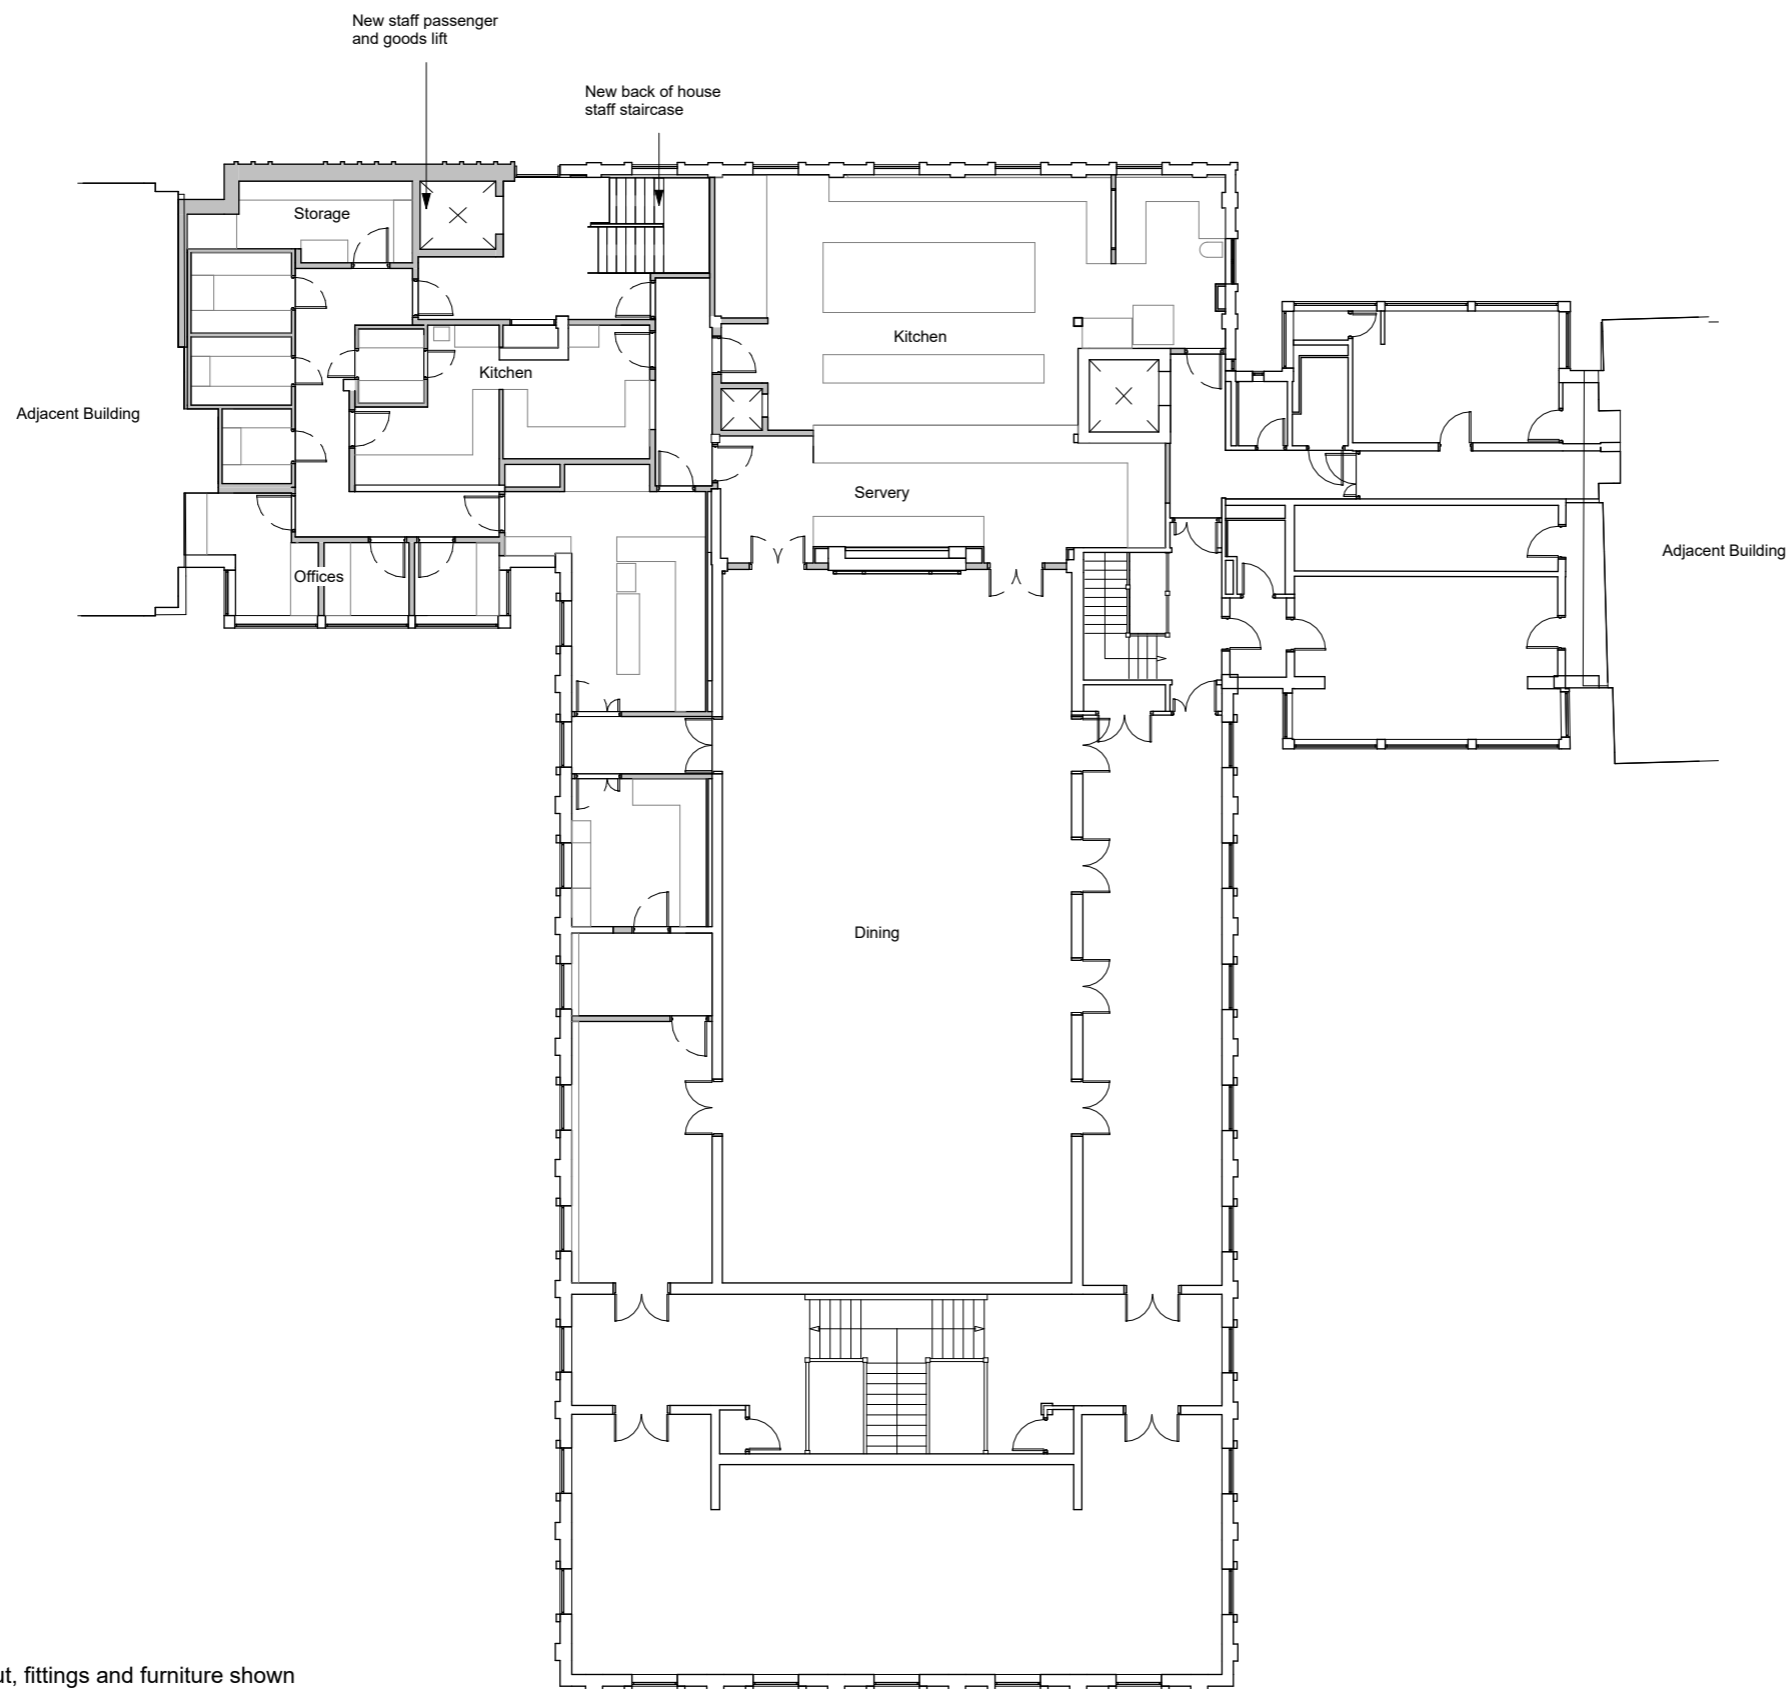 New staff passenger
and goods lift
New back of house
staff staircase
Storage
Kitchen
Kitchen
Adjacent Building
Servery
Adjacent Building
Offices
Dining
fittings and furniture shown